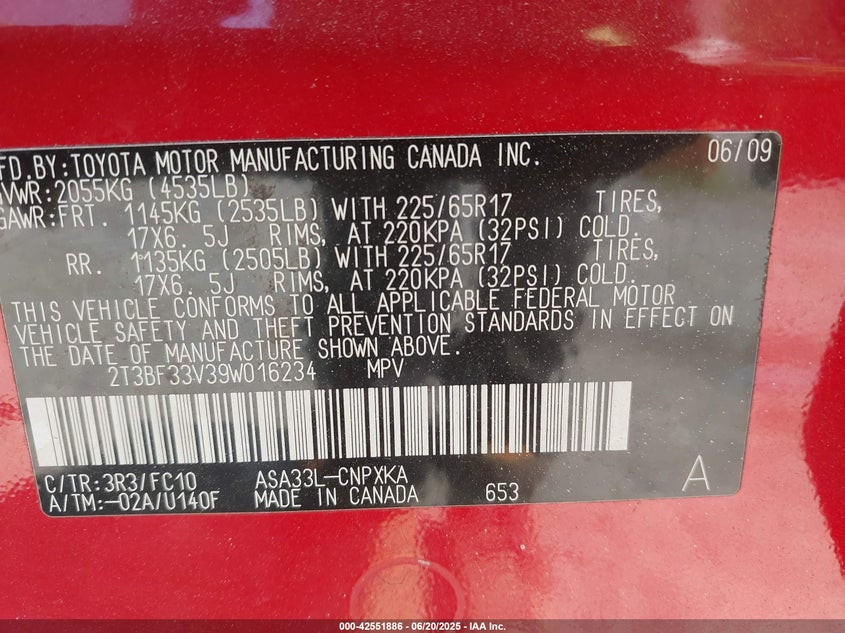 FD. BY: TOYOTA MOTOR MANUFACTURING CANADA INC. 06/09
VWR: 2055KG (4535LB)
GAWR: FRT. 1145KG (2535LB) WITH 225/65R17 TIRES,
17X6. 5J RIMS, AT 220KPA (32PSI) COLD.
RR. 1135KG (2505LB) WITH 225/65R17 TIRES,
17X6. 5J RIMS, AT 220KPA (32PSI) COLD.
THIS VEHICLE CONFORMS TO ALL APPLICABLE FEDERAL MOTOR
VEHICLE SAFETY AND THEFT PREVENTION STANDARDS IN EFFECT ON
THE DATE OF MANUFACTURE SHOWN ABOVE.
2T3BF33V39W016234 MPV
C/TR: 3R3/FC10 ASA33L-CNPXKA A
A/TM: -02A/U140F MADE IN CANADA 653
000-42551886 | 06/20/2025 - IAA Inc.